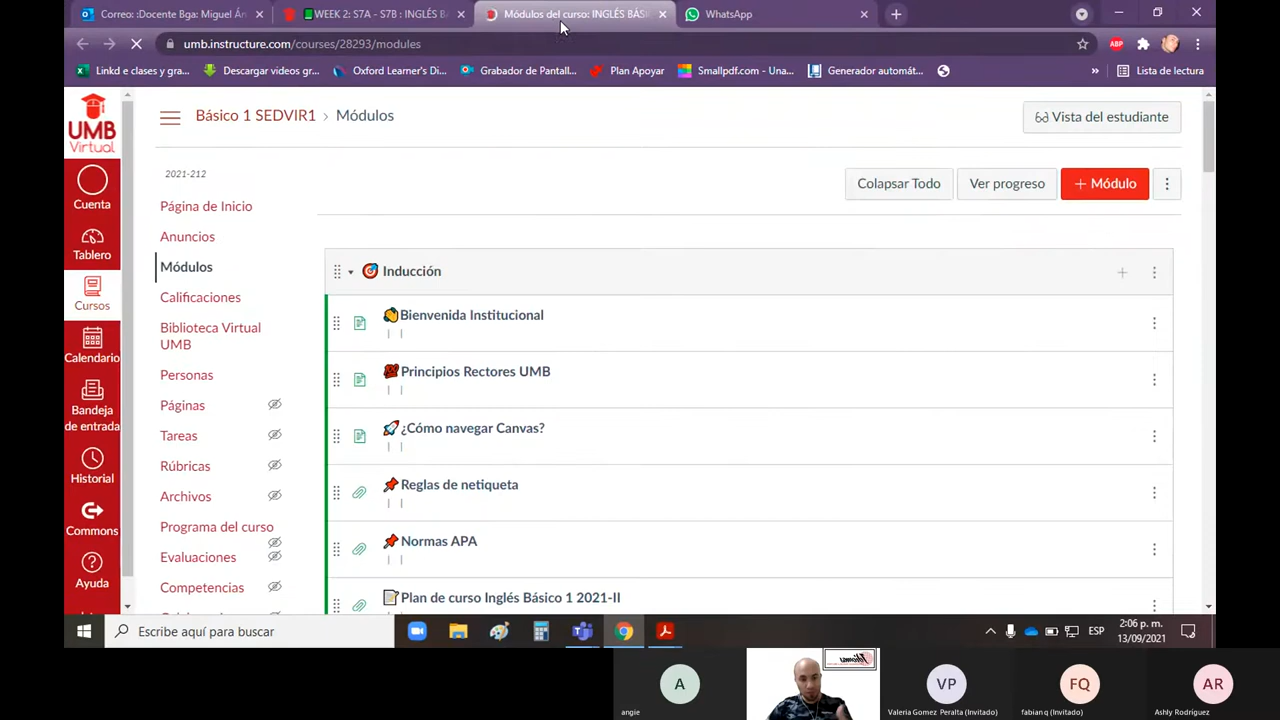 Correo: :Docente Bga: Miguel Án
WEEK 2: S7A - S7B : INGLÉS B
Módulos del curso: INGLÉS BÁSI
WhatsApp
umb.instructure.com/courses/28293/modules
ABP
Linkd e clases y gra...
Descargar videos gr...
Oxford Learner's Di...
Grabador de Pantall...
Plan Apoyar
Smallpdf.com - Una...
Generador automát...
»
Lista de lectura
UMB
Virtual
Básico 1 SEDVIR1 › Módulos
Vista del estudiante
2021-212
Colapsar Todo
Ver progreso
+ Módulo
Cuenta
Tablero
Cursos
Calendario
Bandeja
de entrada
Historial
Commons
Ayuda
Página de Inicio
Anuncios
Módulos
Calificaciones
Biblioteca Virtual
UMB
Personas
Páginas
Tareas
Rúbricas
Archivos
Programa del curso
Evaluaciones
Competencias
Inducción
Bienvenida Institucional
Principios Rectores UMB
¿Cómo navegar Canvas?
Reglas de netiqueta
Normas APA
Plan de curso Inglés Básico 1 2021-II
Escribe aquí para buscar
ESP
2:06 p. m.
13/09/2021
A
angie
VP
Valeria Gomez Peralta (Invitado)
FQ
fabian q (Invitado)
AR
Ashly Rodriguez